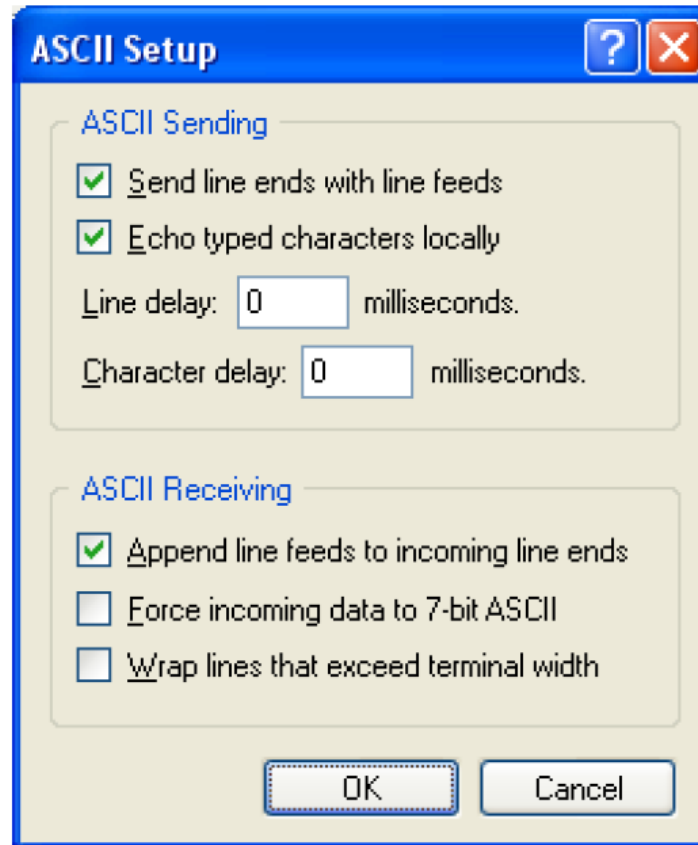 ASCII Setup
ASCII Sending
Send line ends with line feeds
Echo typed characters locally
Line delay: 0 milliseconds.
Character delay: 0 milliseconds.
ASCII Receiving
Append line feeds to incoming line ends
Force incoming data to 7-bit ASCII
Wrap lines that exceed terminal width
OK Cancel